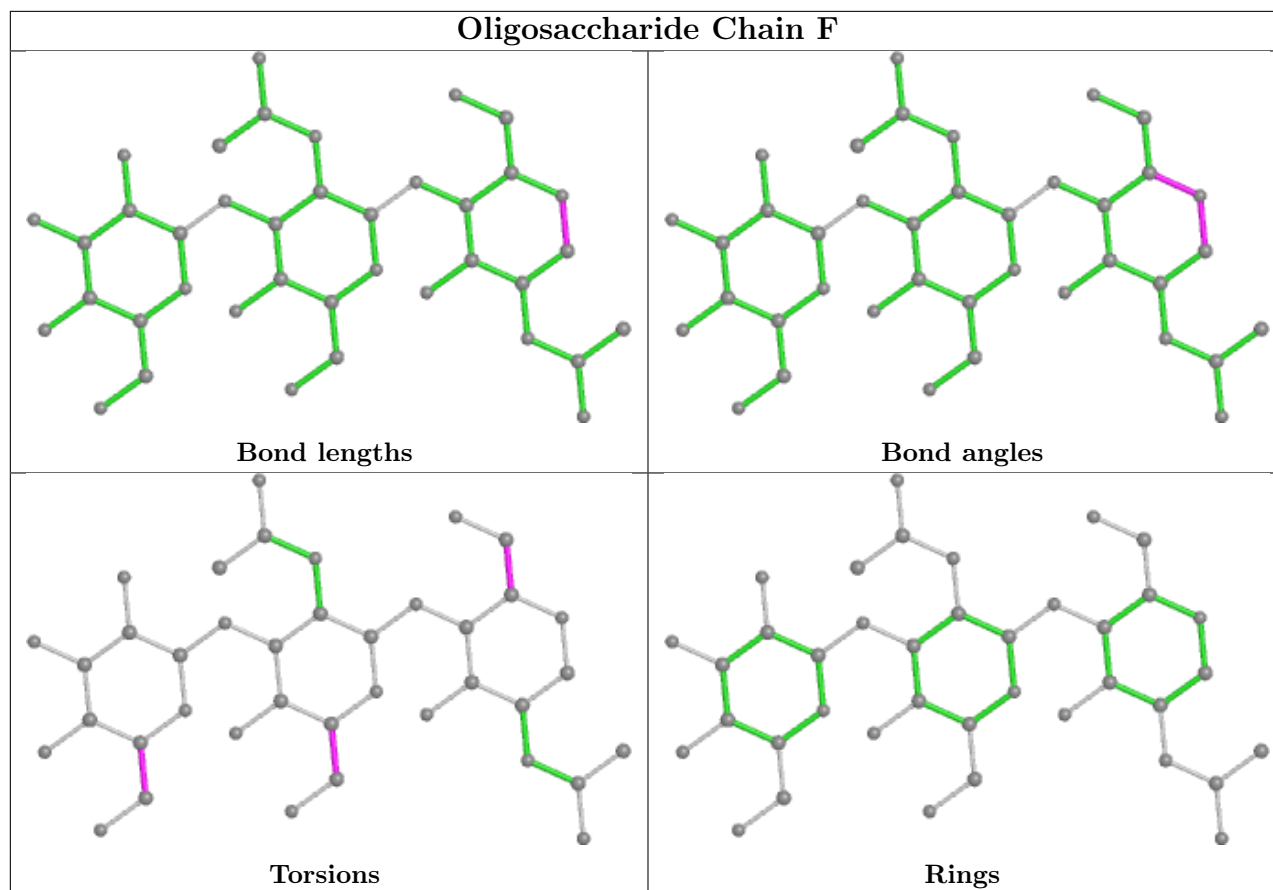 Oligosaccharide Chain F
Bond lengths
Bond angles
Torsions
Rings